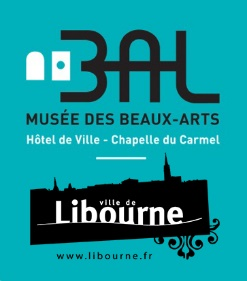 BAL
MUSÉE DES BEAUX-ARTS
Hôtel de Ville - Chapelle du Carmel
ville de
Libourne
www.libourne.fr